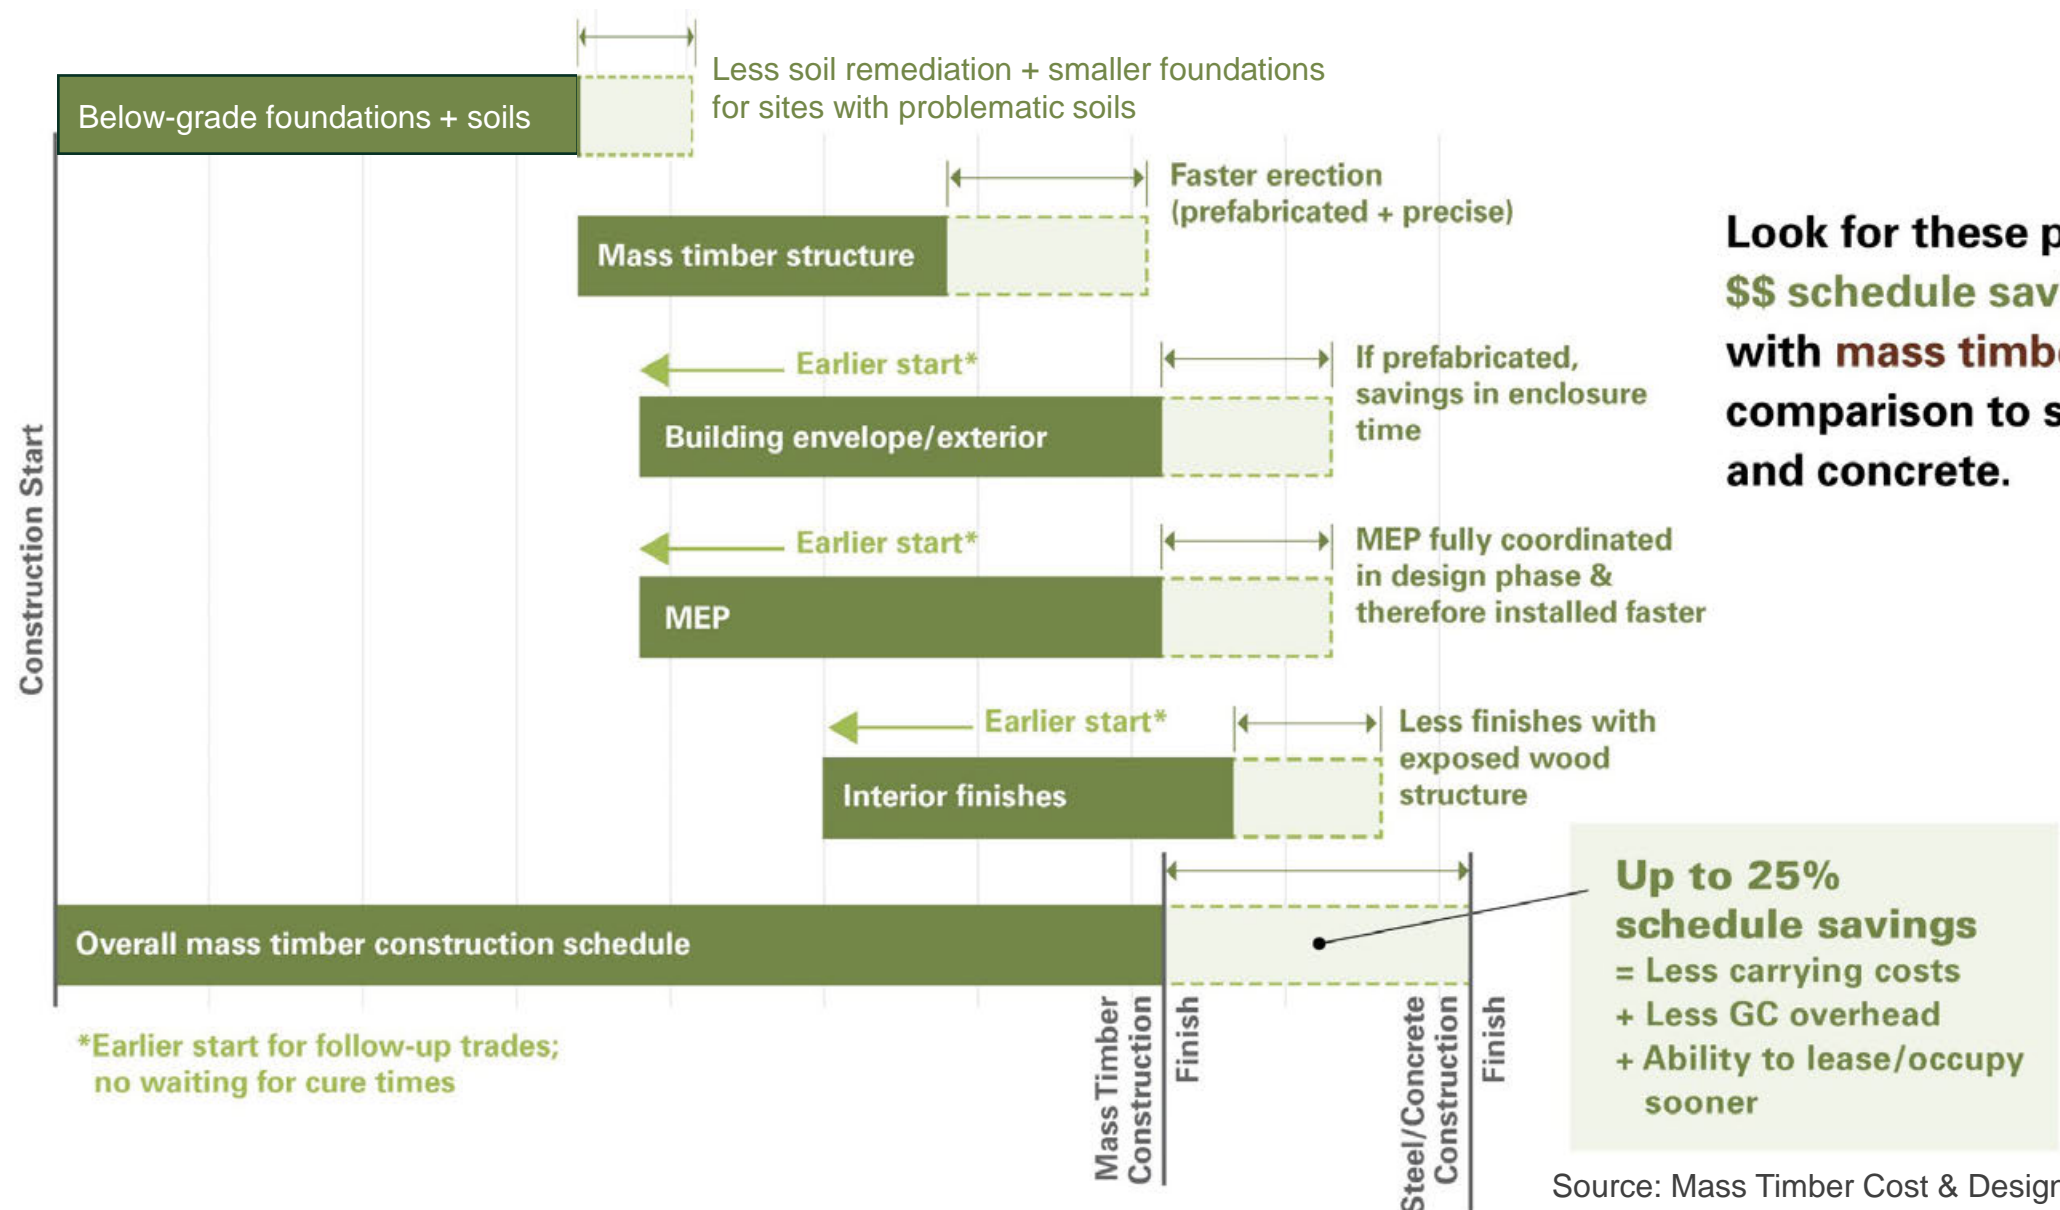 Less soil remediation + smaller foundations
for sites with problematic soils
Below-grade foundations + soils
Faster erection
(prefabricated + precise)
Mass timber structure
Look for these
$$ schedule
with mass
comparison to
and concrete.
Earlier start*
If prefabricated,
savings in enclosure
time
Building envelope/exterior
Construction Start
Earlier start*
MEP fully coordinated
in design phase &
therefore installed faster
MEP
Earlier start*
Less finishes with
exposed wood
structure
Interior finishes
Up to 25%
schedule savings
= Less carrying costs
+ Less GC overhead
+ Ability to lease/occupy
sooner
Overall mass timber construction schedule
Mass Timber
Construction
Finish
Steel/Concrete
Construction
Finish
*Earlier start for follow-up trades;
no waiting for cure times
Source: Mass Timber Cost & Design